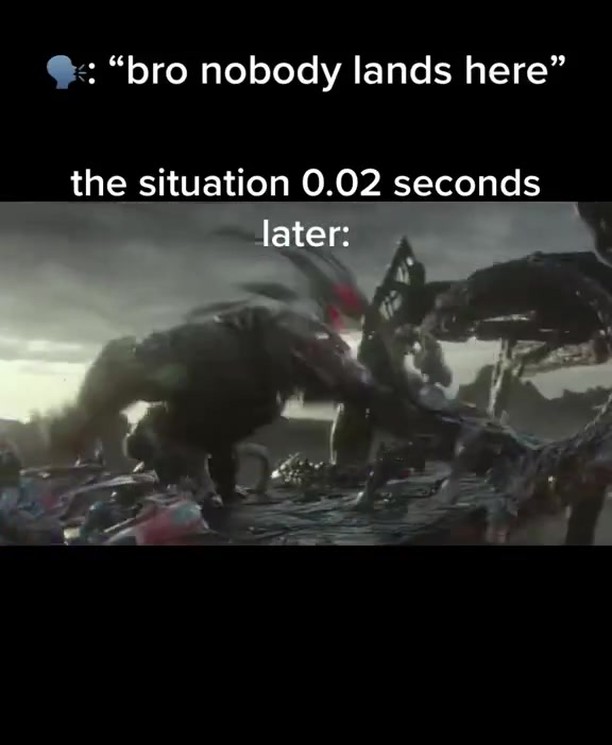 🗣️: “bro nobody lands here”
the situation 0.02 seconds
later: